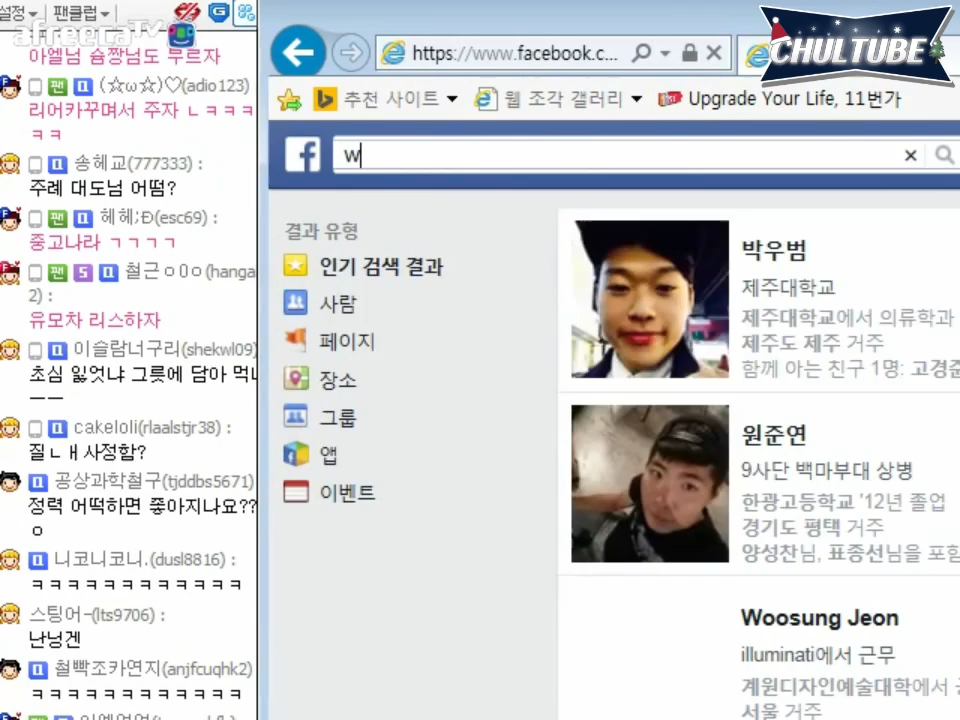 설정
팬클럽
afreecaTV
아엘님 슴짱님도 무르자
(☆ω☆)♡(adio123)
리어카꾸며서 주자 ㄴㅋㅋㅋ
ㅋㅋ
송헤교(777333) :
주례 대도님 어떰?
헤헤;Ð(esc69) :
중고나라 ㄱㄱㄱㄱ
철근ㅇ0ㅇ(hanga
2) :
유모차 리스하자
이슬람너구리(shekwl09)
초심 잃엇냐 그릇에 담아 먹
ㅡㅡ
cakeloli(rlaalstjr38) :
질ㄴㅐ사정함?
공상과학철구(tjddbs5671)
정력 어떡하면 좋아지나요??
ㅇ
니코니코니.(dusl8816) :
ㅋㅋㅋㅋㅋㅋㅋㅋㅋㅋㅋㅋ
스팅어-(lts9706) :
난닝겐
철빡조카연지(anjfcuqhk2)
ㅋㅋㅋㅋㅋㅋㅋㅋㅋㅋㅋㅋ
CHULTUBE
https://www.facebook.c...
추천 사이트
웹 조각 갤러리
Upgrade Your Life, 11번가
w
결과 유형
인기 검색 결과
사람
페이지
장소
그룹
앱
이벤트
박우범
제주대학교
제주대학교에서 의류학과
제주도 제주 거주
함께 아는 친구 1명: 고경준
원준연
9사단 백마부대 상병
한광고등학교 '12년 졸업
경기도 평택 거주
양성찬님, 표종선님을 포함
Woosung Jeon
illuminati에서 근무
계원디자인예술대학에서
서울 거주